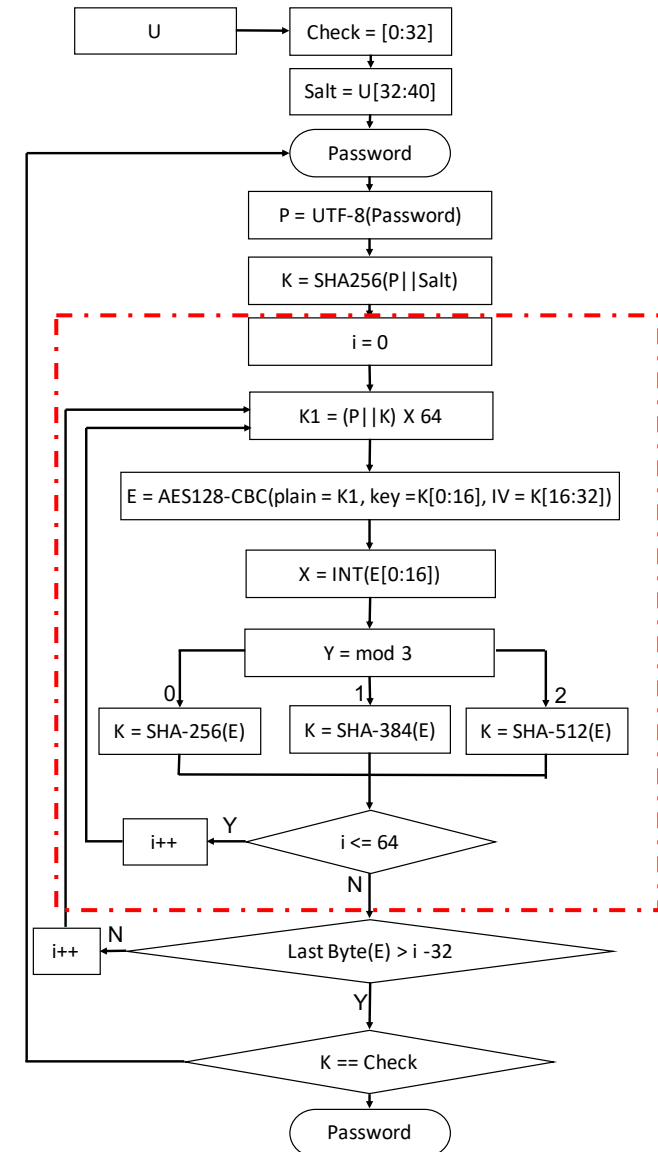 U
Check = [0:32]
Salt = U[32:40]
Password
P = UTF-8(Password)
K = SHA256(P||Salt)
i = 0
K1 = (P||K) X 64
E = AES128-CBC(plain = K1, key =K[0:16], IV = K[16:32])
X = INT(E[0:16])
Y = mod 3
0
1
2
K = SHA-256(E)
K = SHA-384(E)
K = SHA-512(E)
i++
Y
i <= 64
N
i++
N
Last Byte(E) > i -32
Y
K == Check
Password